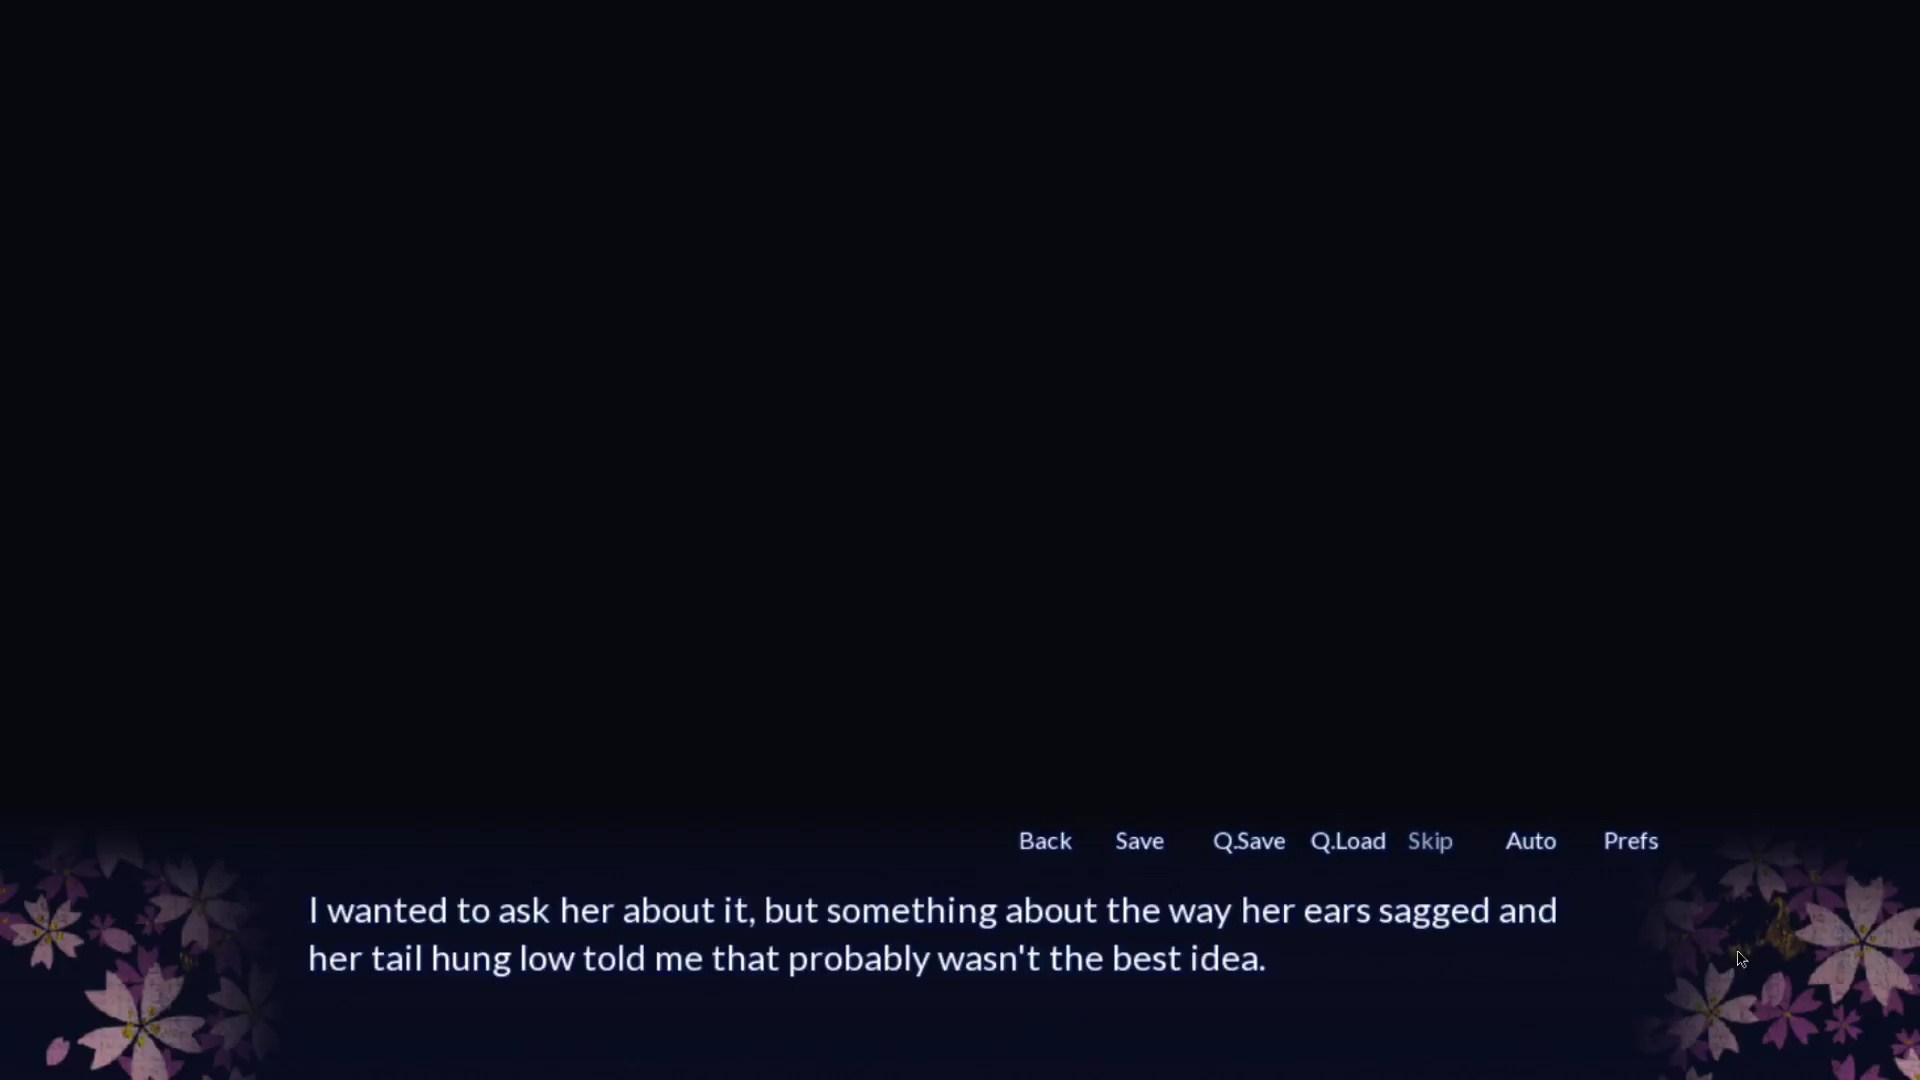 Back Save Q.Save Q.Load Skip Auto Prefs
I wanted to ask her about it, but something about the way her ears sagged and
her tail hung low told me that probably wasn't the best idea.